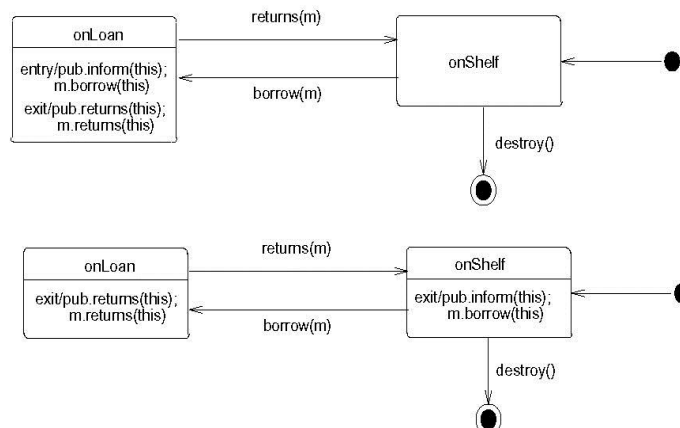 onLoan
entry/pub.inform(this);
m.borrow(this)
exit/pub.returns(this);
m.returns(this)
returns(m)
borrow(m)
onShelf
destroy()
onLoan
exit/pub.returns(this);
m.returns(this)
returns(m)
borrow(m)
onShelf
exit/pub.inform(this);
m.borrow(this)
destroy()